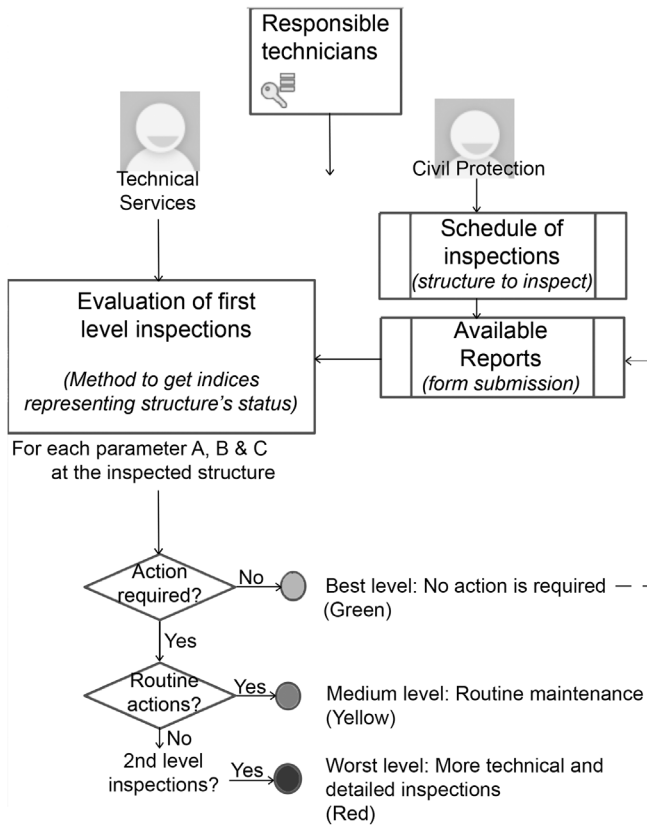 Responsible
technicians
Technical
Services
Civil Protection
Schedule of
inspections
(structure to inspect)
Evaluation of first
level inspections
(Method to get indices
representing structure's status)
Available
Reports
(form submission)
For each parameter A, B & C
at the inspected structure
Action
required?
No
Best level: No action is required
(Green)
Yes
Routine
actions?
Yes
Medium level: Routine maintenance
(Yellow)
No
2nd level
inspections?
Yes
Worst level: More technical and
detailed inspections
(Red)